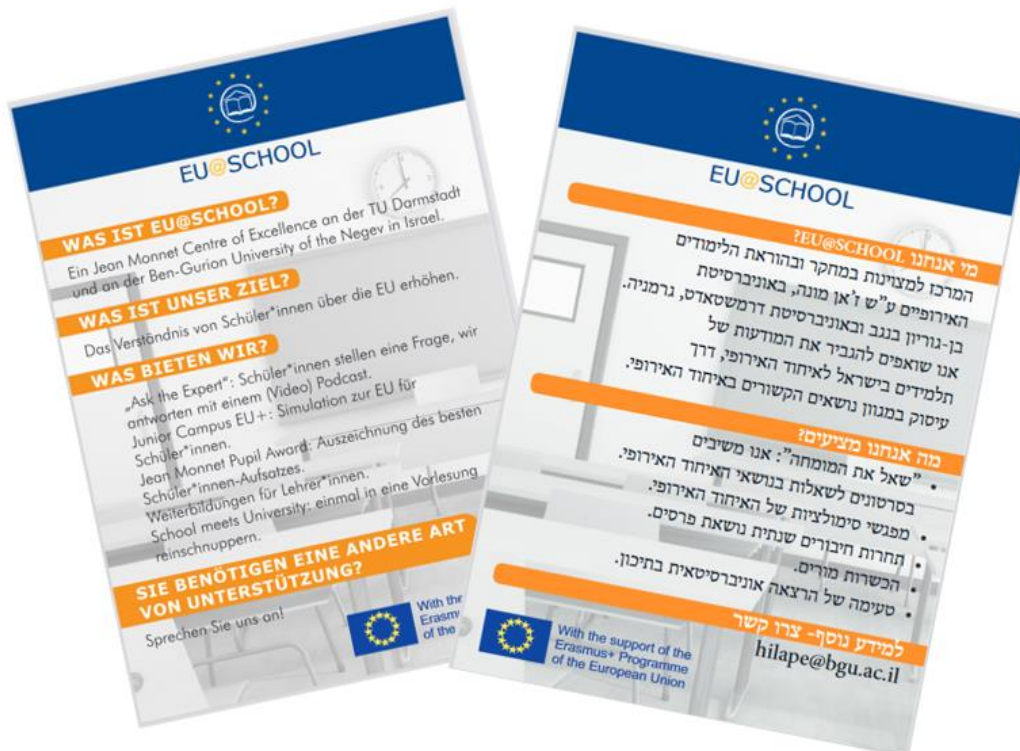 EU@SCHOOL
WAS IST EU@SCHOOL?
Ein Jean Monnet Centre of Excellence an der TU Darmstadt
und an der Ben-Gurion University of the Negev in Israel.
WAS IST UNSER ZIEL?
Das Verständnis von Schüler*innen über die EU erhöhen.
WAS BIETEN WIR?
„Ask the Expert“: Schüler*innen stellen eine Frage, wir
antworten mit einem (Video) Podcast.
Junior Campus EU+: Simulation zur EU für
Schüler*innen.
Jean Monnet Pupil Award: Auszeichnung des besten
Schüler*innen-Aufsatzes.
Weiterbildungen für Lehrer*innen.
School meets University: einmal in eine Vorlesung
reinschnuppern.
SIE BENÖTIGEN EINE ANDERE ART
VON UNTERSTÜTZUNG?
Sprechen Sie uns an!
With the
Erasmu
of the
EU@SCHOOL
מי אנחנו EU@SCHOOL?
המרכז למצוינות במחקר ובהוראת הלימודים
האירופיים ע"ש ז'אן מונה, באוניברסיטת
בן-גוריון בנגב ובאוניברסיטת דרמשטאדט, גרמניה.
אנו שואפים להגביר את המודעות של
תלמידים בישראל לאיחוד האירופי, דרך
עיסוק במגוון נושאים הקשורים באיחוד האירופי.
מה אנחנו מציעים?
• "שאל את המומחה": אנו משיבים
בסרטונים לשאלות בנושאי האיחוד האירופי.
• מפגשי סימולציות של האיחוד האירופי.
• תחרות חיבורים שנתית נושאת פרסים.
• הכשרות מורים.
• טעימה של הרצאה אוניברסיטאית בתיכון.
למידע נוסף- צרו קשר
hilape@bgu.ac.il
With the support of the
Erasmus+ Programme
of the European Union